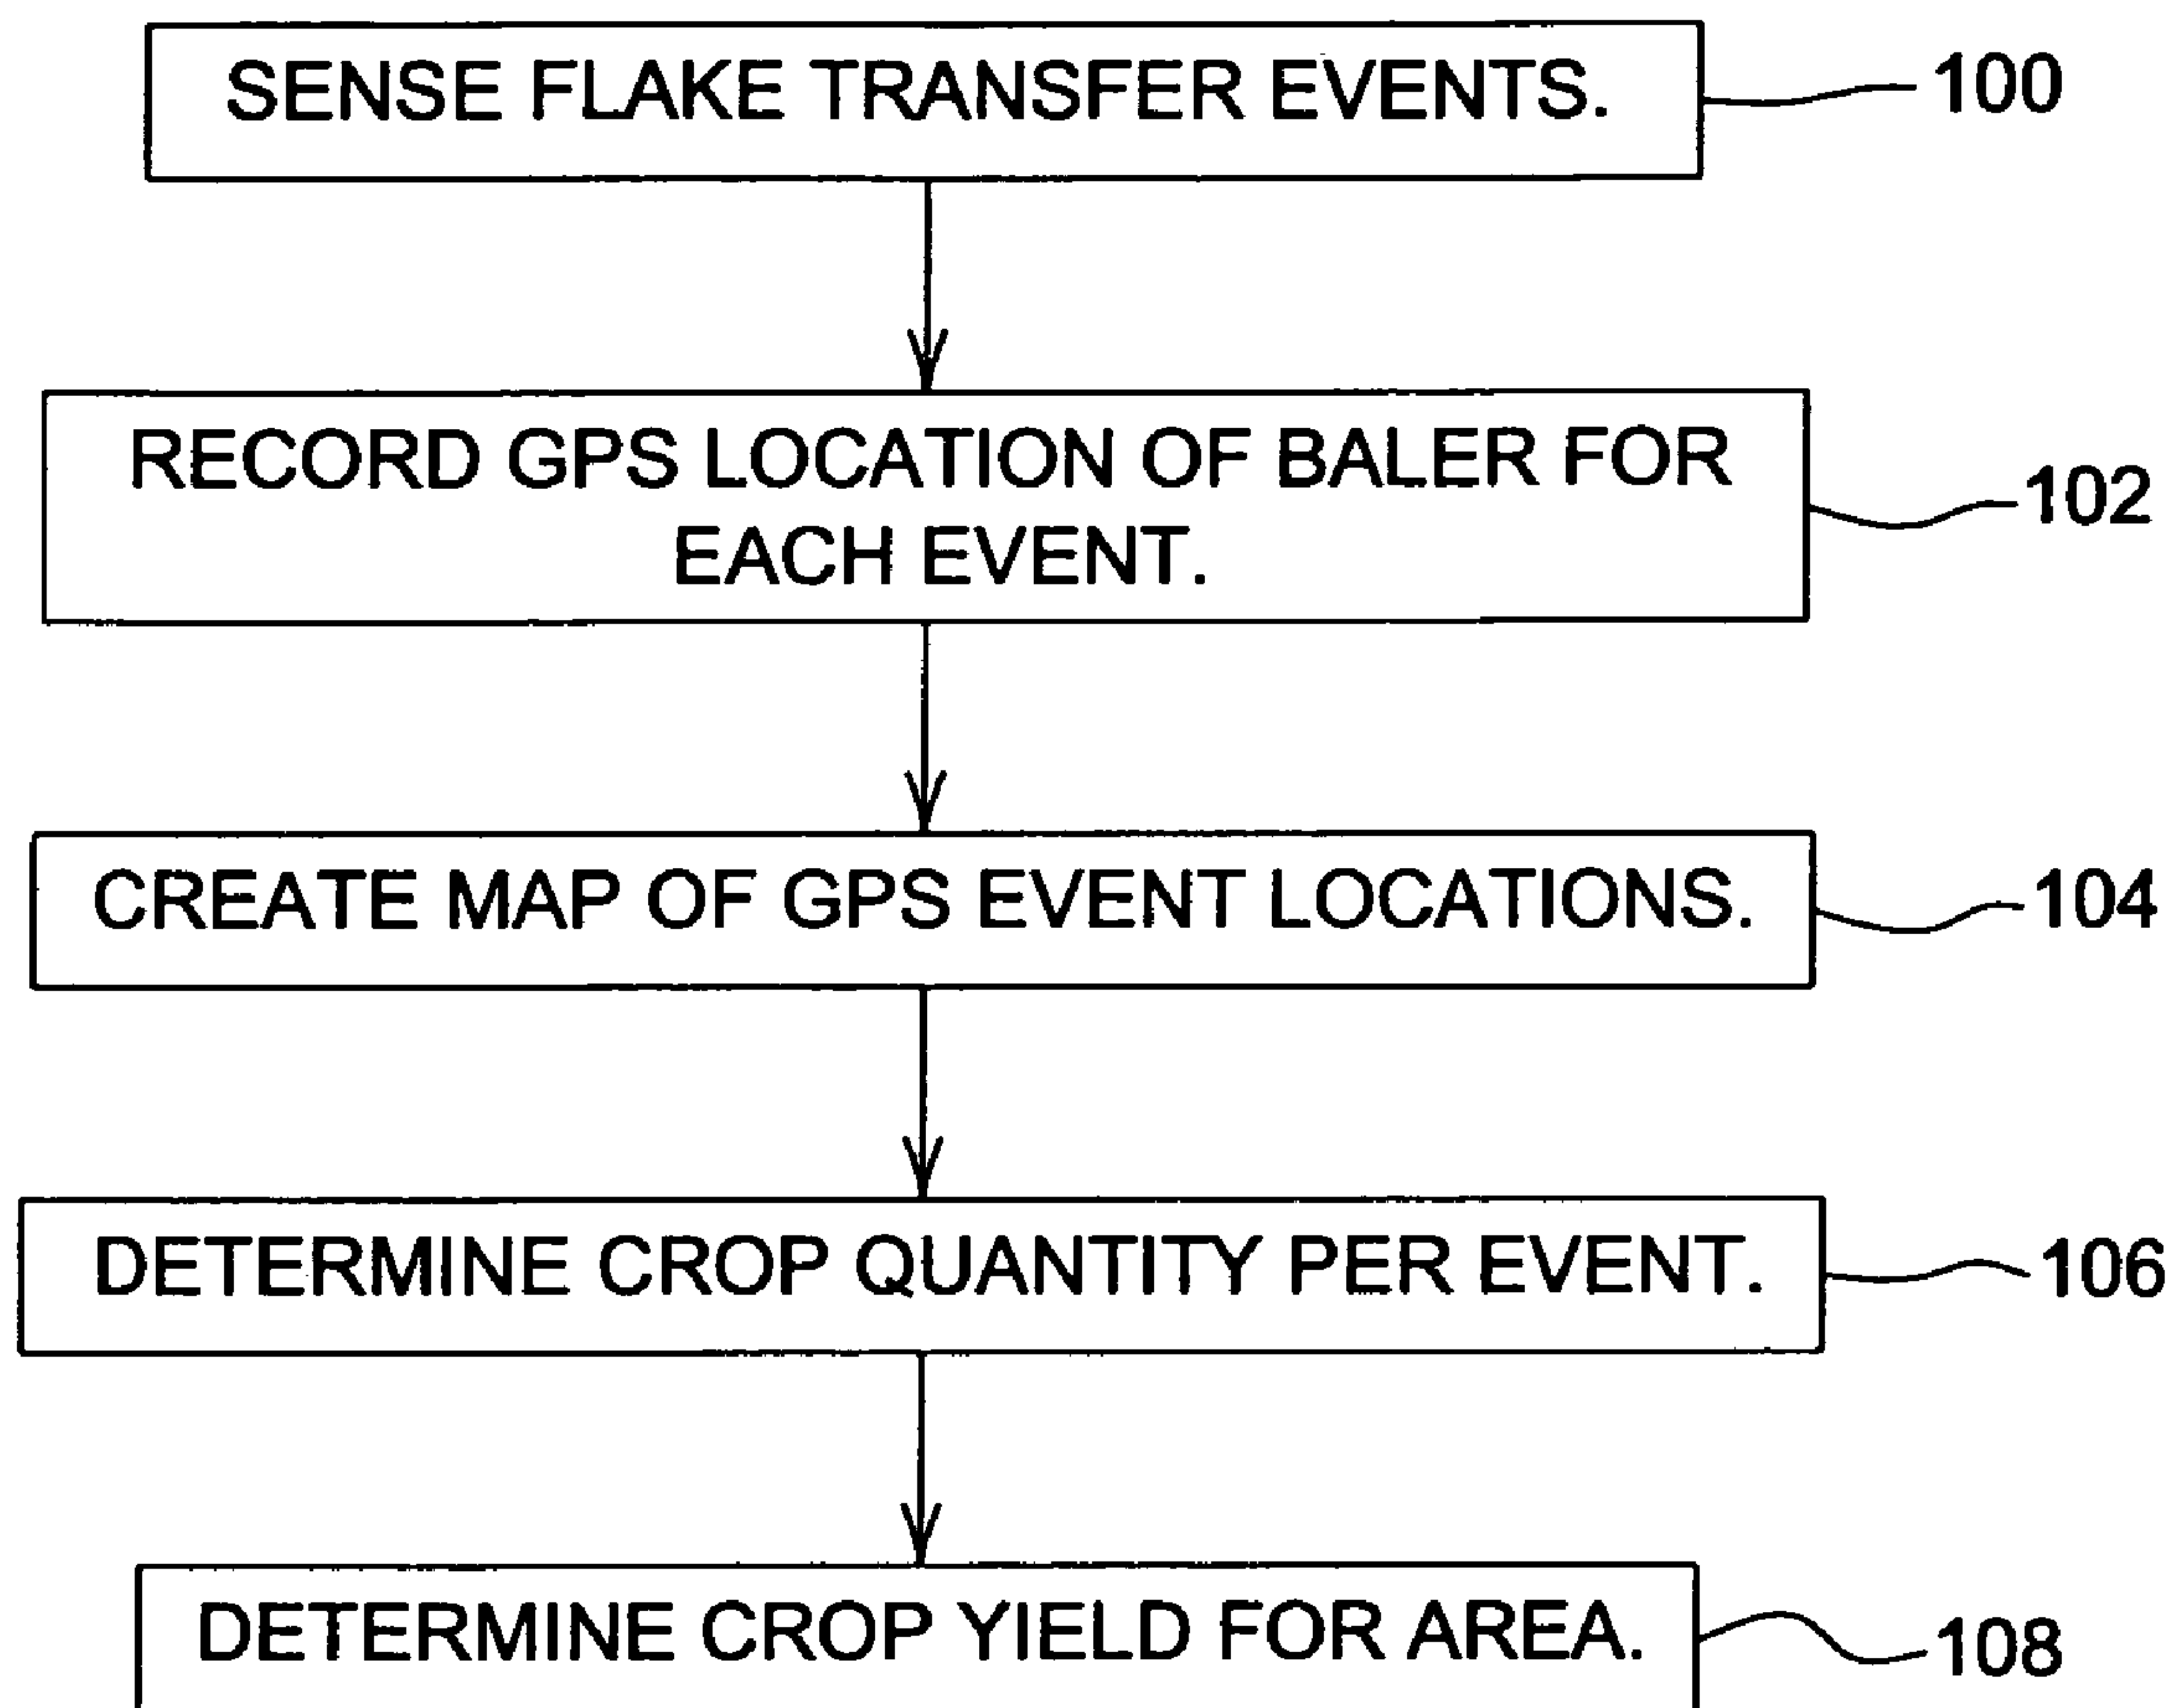 SENSE FLAKE TRANSFER EVENTS.
100
RECORD GPS LOCATION OF BALER FOR
EACH EVENT.
102
CREATE MAP OF GPS EVENT LOCATIONS.
104
DETERMINE CROP QUANTITY PER EVENT.
106
DETERMINE CROP YIELD FOR AREA.
108